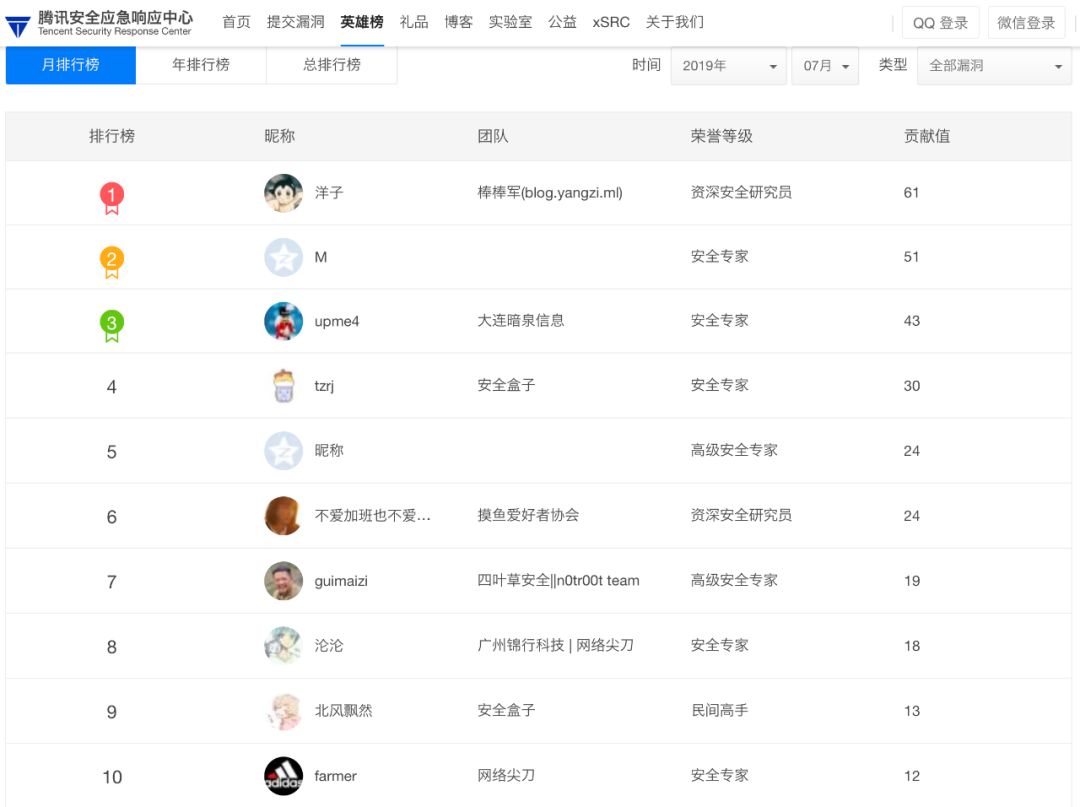 腾讯安全应急响应中心
Tencent Security Response Center
首页 提交漏洞 英雄榜 礼品 博客 实验室 公益 xSRC 关于我们 QQ 登录 微信登录
月排行榜 年排行榜 总排行榜 时间 2019年 07月 类型 全部漏洞
排行榜 昵称 团队 荣誉等级 贡献值
1 洋子 棒棒军(blog.yangzi.ml) 资深安全研究员 61
2 M 安全专家 51
3 upme4 大连暗泉信息 安全专家 43
4 tzrj 安全盒子 安全专家 30
5 昵称 高级安全专家 24
6 不爱加班也不爱... 摸鱼爱好者协会 资深安全研究员 24
7 guimaizi 四叶草安全||n0tr00t team 高级安全专家 19
8 沦沦 广州锦行科技 | 网络尖刀 安全专家 18
9 北风飘然 安全盒子 民间高手 13
adidas
10 farmer 网络尖刀 安全专家 12